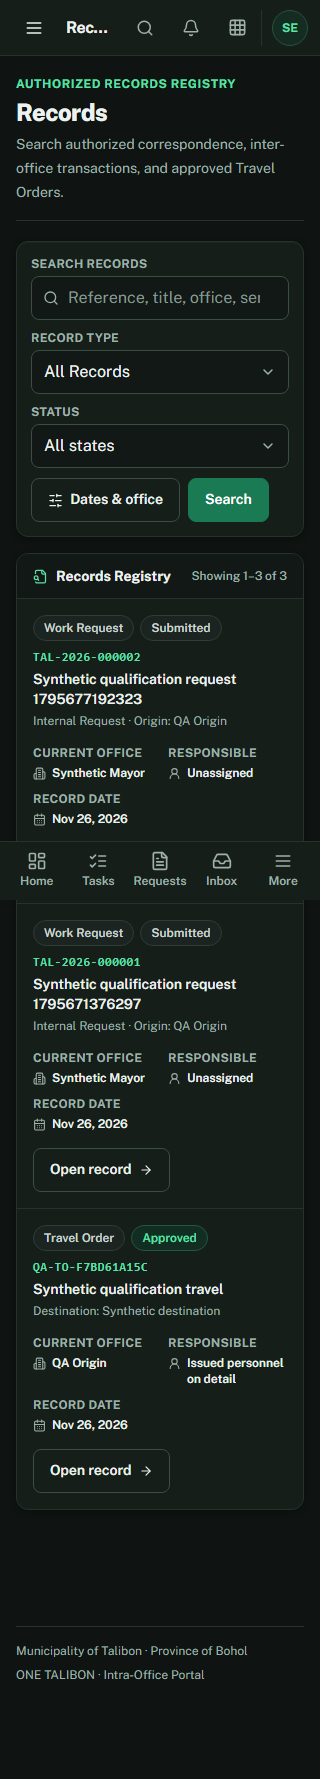 Rec...
SE
AUTHORIZED RECORDS REGISTRY
Records
Search authorized correspondence, inter-
office transactions, and approved Travel
Orders.
SEARCH RECORDS
Reference, title, office, ser
RECORD TYPE
All Records
STATUS
All states
Dates & office
Search
Records Registry
Showing 1–3 of 3
Work Request
Submitted
TAL-2026-000002
Synthetic qualification request
1795677192323
Internal Request · Origin: QA Origin
CURRENT OFFICE
RESPONSIBLE
Synthetic Mayor
Unassigned
RECORD DATE
Nov 26, 2026
Home
Tasks
Requests
Inbox
More
Work Request
Submitted
TAL-2026-000001
Synthetic qualification request
1795671376297
Internal Request · Origin: QA Origin
CURRENT OFFICE
RESPONSIBLE
Synthetic Mayor
Unassigned
RECORD DATE
Nov 26, 2026
Open record
Travel Order
Approved
QA-TO-F7BD61A15C
Synthetic qualification travel
Destination: Synthetic destination
CURRENT OFFICE
RESPONSIBLE
QA Origin
Issued personnel
on detail
RECORD DATE
Nov 26, 2026
Open record
Municipality of Talibon · Province of Bohol
ONE TALIBON · Intra-Office Portal